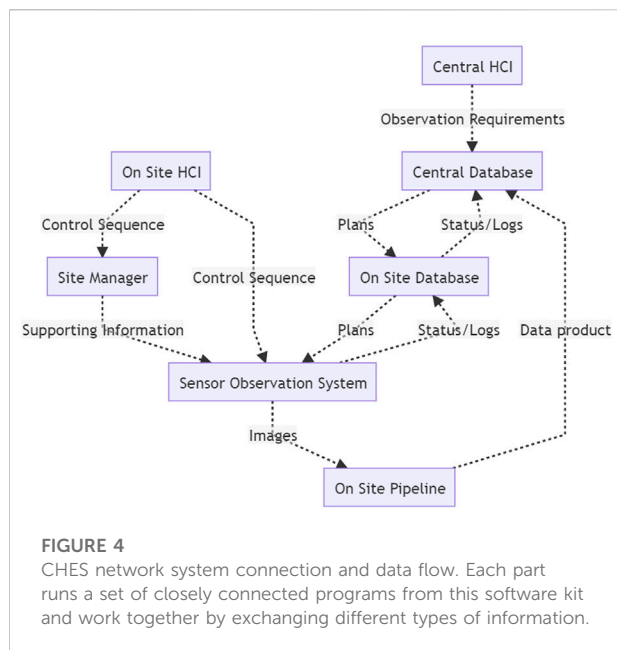 Central HCI
Observation Requirements
On Site HCI
Central Database
Control Sequence
Plans
Status/Logs
Site Manager
Control Sequence
On Site Database
Supporting Information
Plans
Status/Logs
Data product
Sensor Observation System
Images
On Site Pipeline
FIGURE 4
CHES network system connection and data flow. Each part
runs a set of closely connected programs from this software kit
and work together by exchanging different types of information.